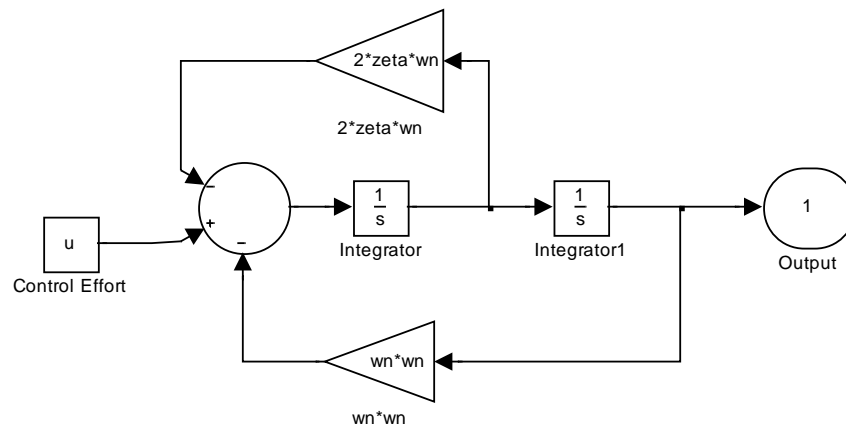 2*zeta*wn
2*zeta*wn
−
+
−
u
Control Effort
1
s
Integrator
1
s
Integrator1
1
Output
wn*wn
wn*wn